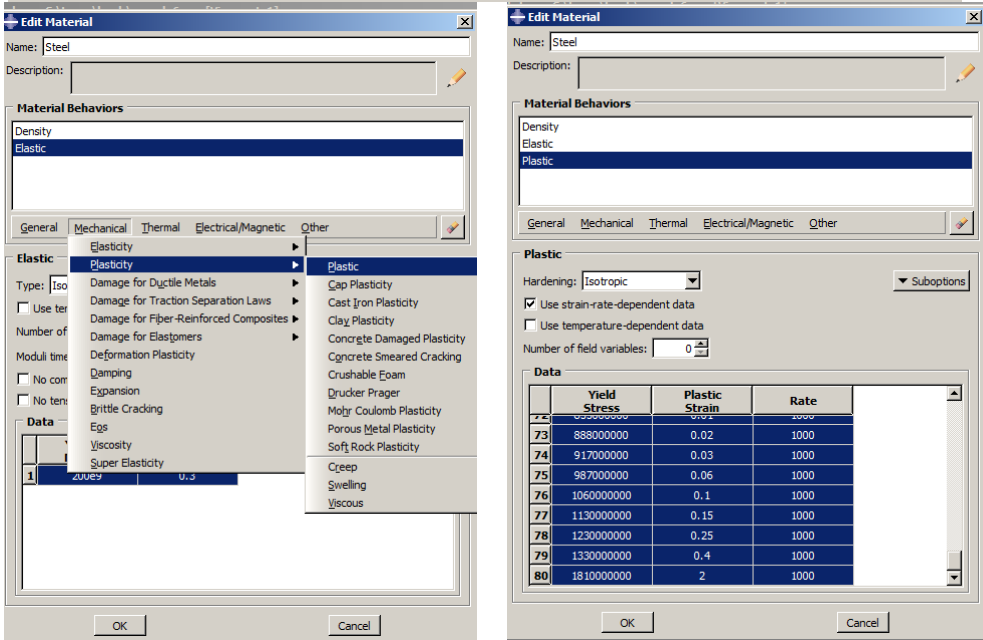 Edit Material
Name: Steel
Description:
Material Behaviors
Density
Elastic
General Mechanical Thermal Electrical/Magnetic Other
Elasticity
Plasticity
Damage for Ductile Metals
Damage for Traction Separation Laws
Damage for Fiber-Reinforced Composites
Damage for Elastomers
Deformation Plasticity
Damping
Expansion
Brittle Cracking
Eos
Viscosity
Super Elasticity
Plastic
Cap Plasticity
Cast Iron Plasticity
Clay Plasticity
Concrete Damaged Plasticity
Concrete Smeared Cracking
Crushable Foam
Drucker Prager
Mohr Coulomb Plasticity
Porous Metal Plasticity
Soft Rock Plasticity
Creep
Swelling
Viscous
Elastic
Type:
Use
Number of
Moduli time
No
No
Data
1 200e9 0.3
OK Cancel
Edit Material
Name: Steel
Description:
Material Behaviors
Density
Elastic
Plastic
General Mechanical Thermal Electrical/Magnetic Other
Plastic
Hardening: Isotropic Suboptions
Use strain-rate-dependent data
Use temperature-dependent data
Number of field variables: 0
Data
Yield Stress Plastic Strain Rate
73 888000000 0.02 1000
74 917000000 0.03 1000
75 987000000 0.06 1000
76 1060000000 0.1 1000
77 1130000000 0.15 1000
78 1230000000 0.25 1000
79 1330000000 0.4 1000
80 1810000000 2 1000
OK Cancel